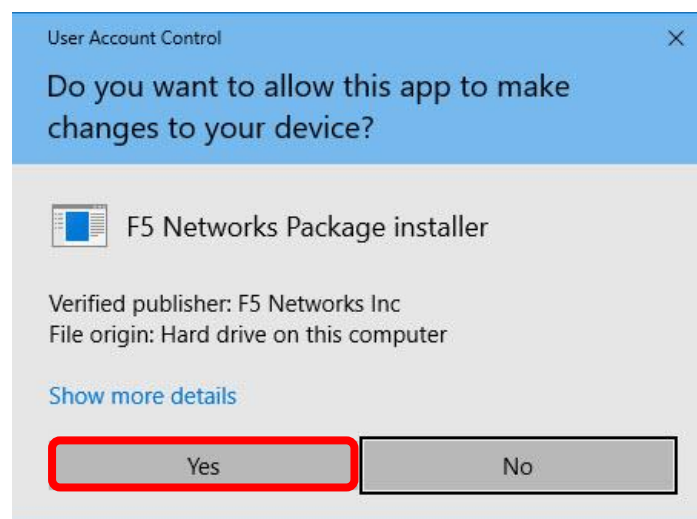 User Account Control
Do you want to allow this app to make
changes to your device?
F5 Networks Package installer
Verified publisher: F5 Networks Inc
File origin: Hard drive on this computer
Show more details
Yes
No